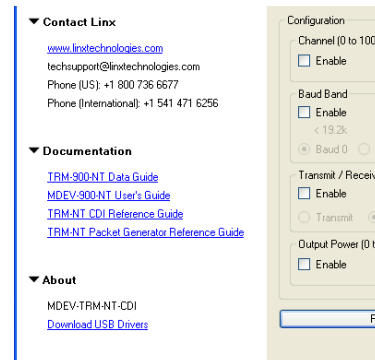 Contact Linx
www.linxtechnologies.com
techsupport@linxtechnologies.com
Phone (US): +1 800 736 6677
Phone (International): +1 541 471 6256
Documentation
TRM-900-NT Data Guide
MDEV-900-NT User's Guide
TRM-NT CDI Reference Guide
TRM-NT Packet Generator Reference Guide
About
MDEV-TRM-NT-CDI
Download USB Drivers
Configuration
Channel (0 to 100
Enable
Baud Band
Enable
< 19.2k
Baud 0
Transmit / Receiv
Enable
Transmit
Output Power (0 t
Enable